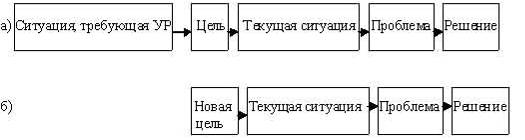 а) Ситуация, требующая УР Цель Текущая ситуация Проблема Решение
б) Новая Текущая ситуация Проблема Решение
цель